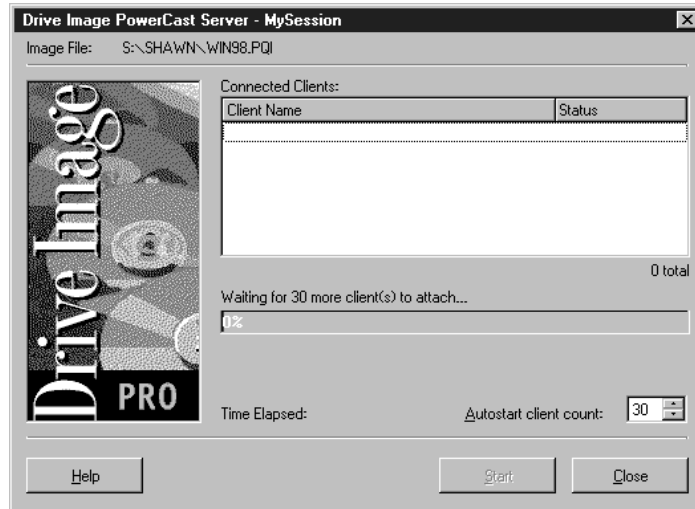 Drive Image PowerCast Server - MySession
Image File: S:\SHAWN\WIN98.PQI
Drive Image
PRO
Connected Clients:
Client Name Status
0 total
Waiting for 30 more client(s) to attach...
0%
Time Elapsed: Autostart client count: 30
Help Start Close